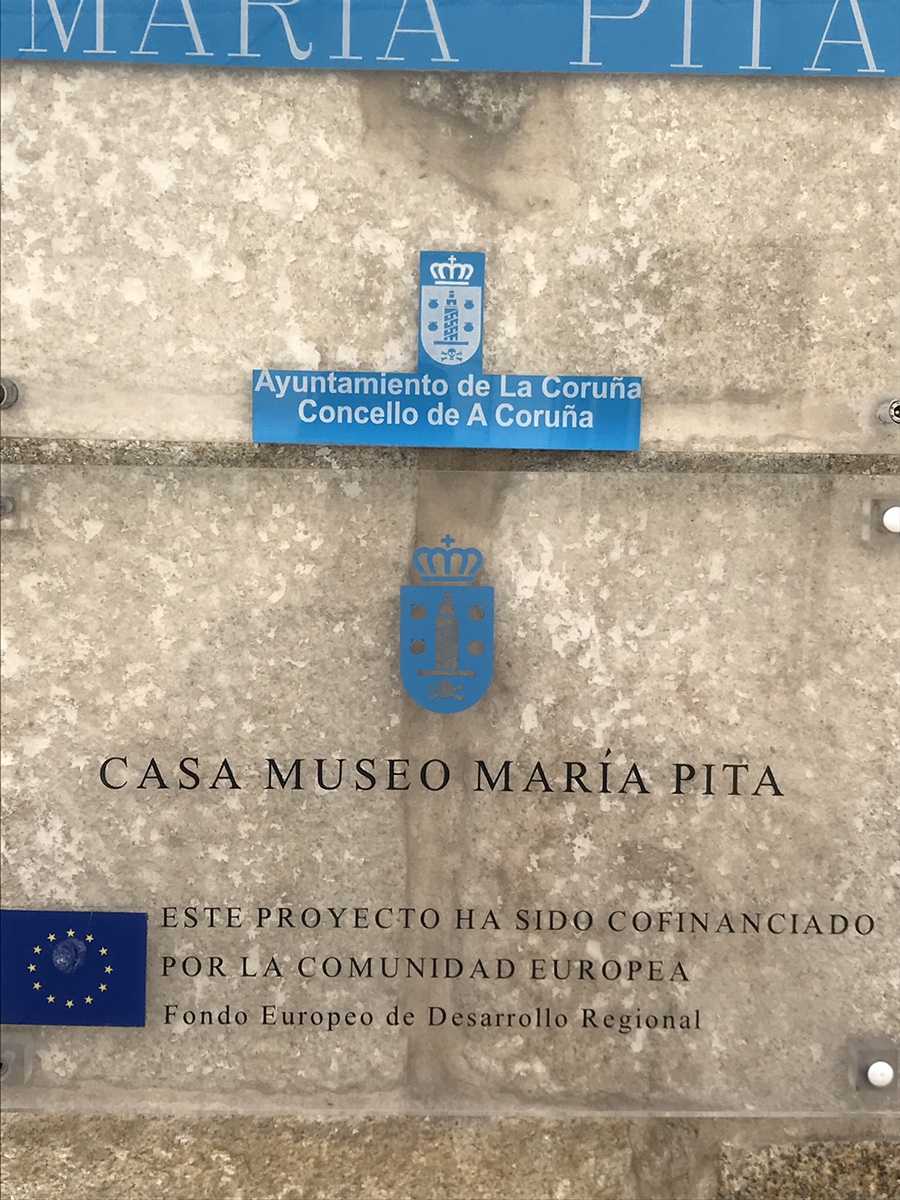 MARÍA PITA
Ayuntamiento de La Coruña
Concello de A Coruña
CASA MUSEO MARÍA PITA
ESTE PROYECTO HA SIDO COFINANCIADO
POR LA COMUNIDAD EUROPEA
Fondo Europeo de Desarrollo Regional